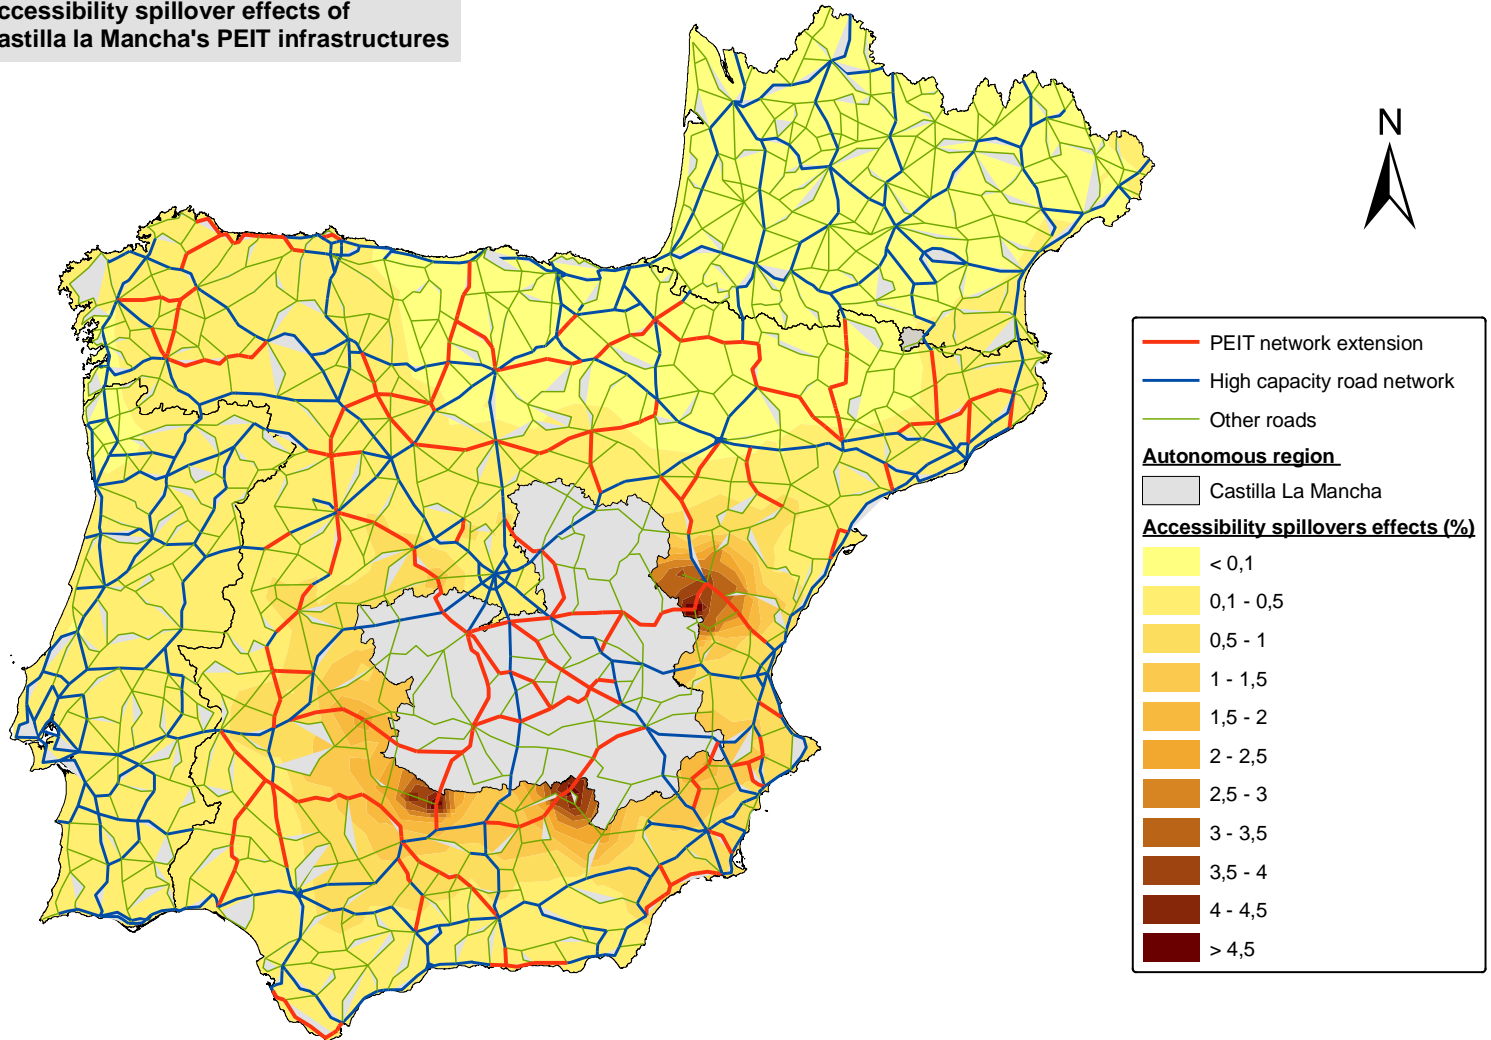 ccessibility spillover effects of
astilla la Mancha's PEIT infrastructures
N
PEIT network extension
High capacity road network
Other roads
Autonomous region
Castilla La Mancha
Accessibility spillovers effects (%)
< 0,1
0,1 - 0,5
0,5 - 1
1 - 1,5
1,5 - 2
2 - 2,5
2,5 - 3
3 - 3,5
3,5 - 4
4 - 4,5
> 4,5